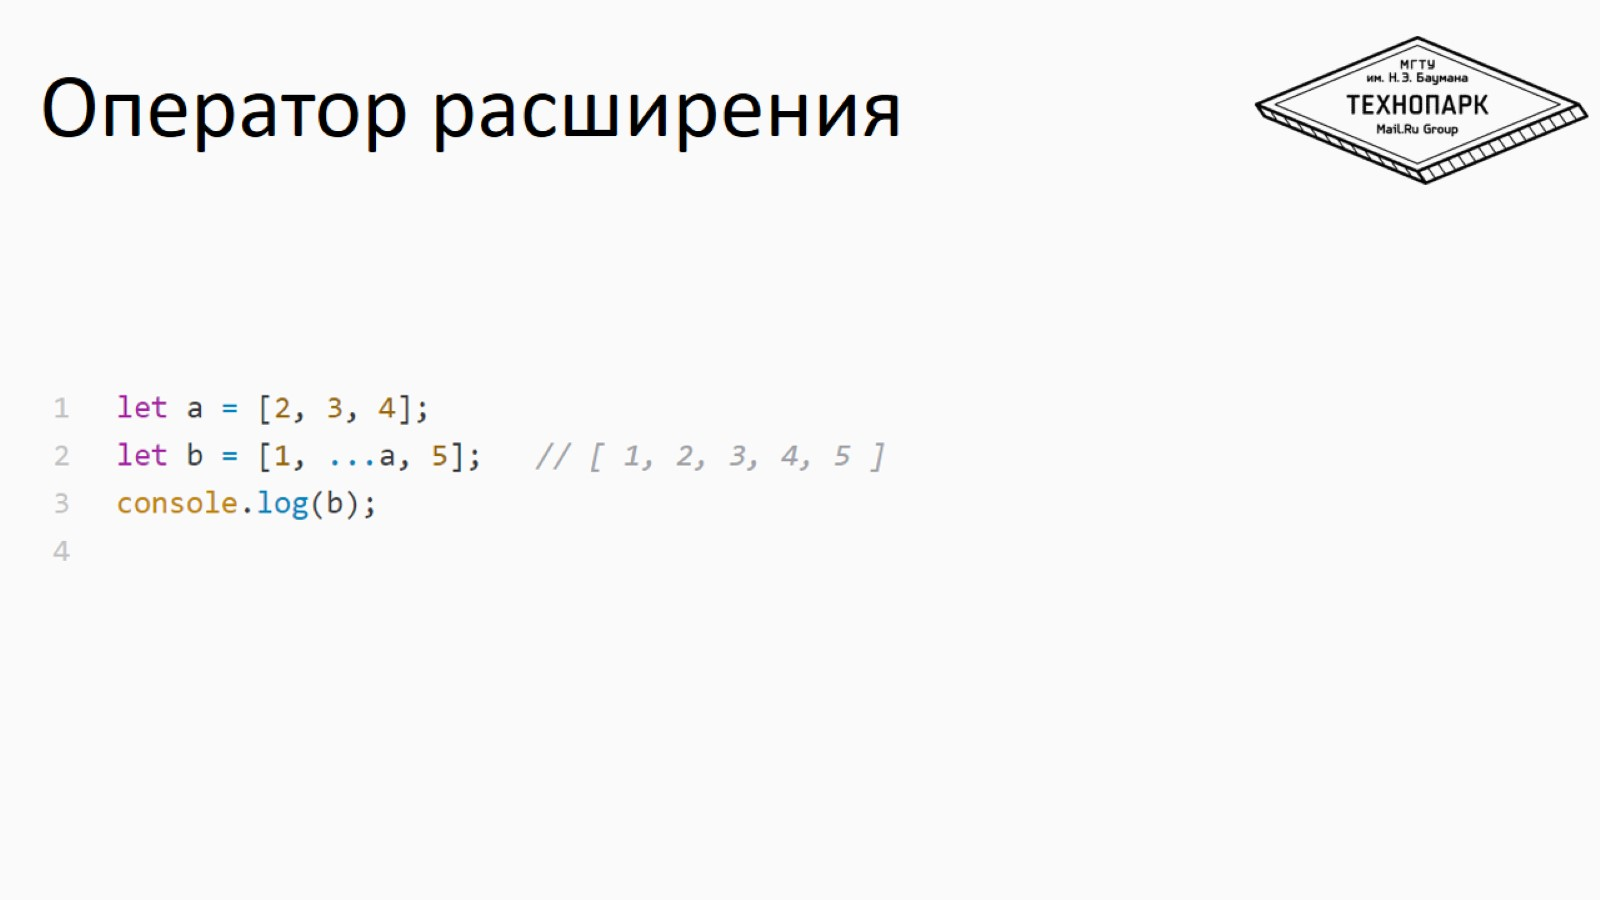 Оператор расширения
МГТУ
им. Н.Э. Баумана
ТЕХНОПАРК
Mail.Ru Group
1 let a = [2, 3, 4];
2 let b = [1, ...a, 5]; // [ 1, 2, 3, 4, 5 ]
3 console.log(b);
4